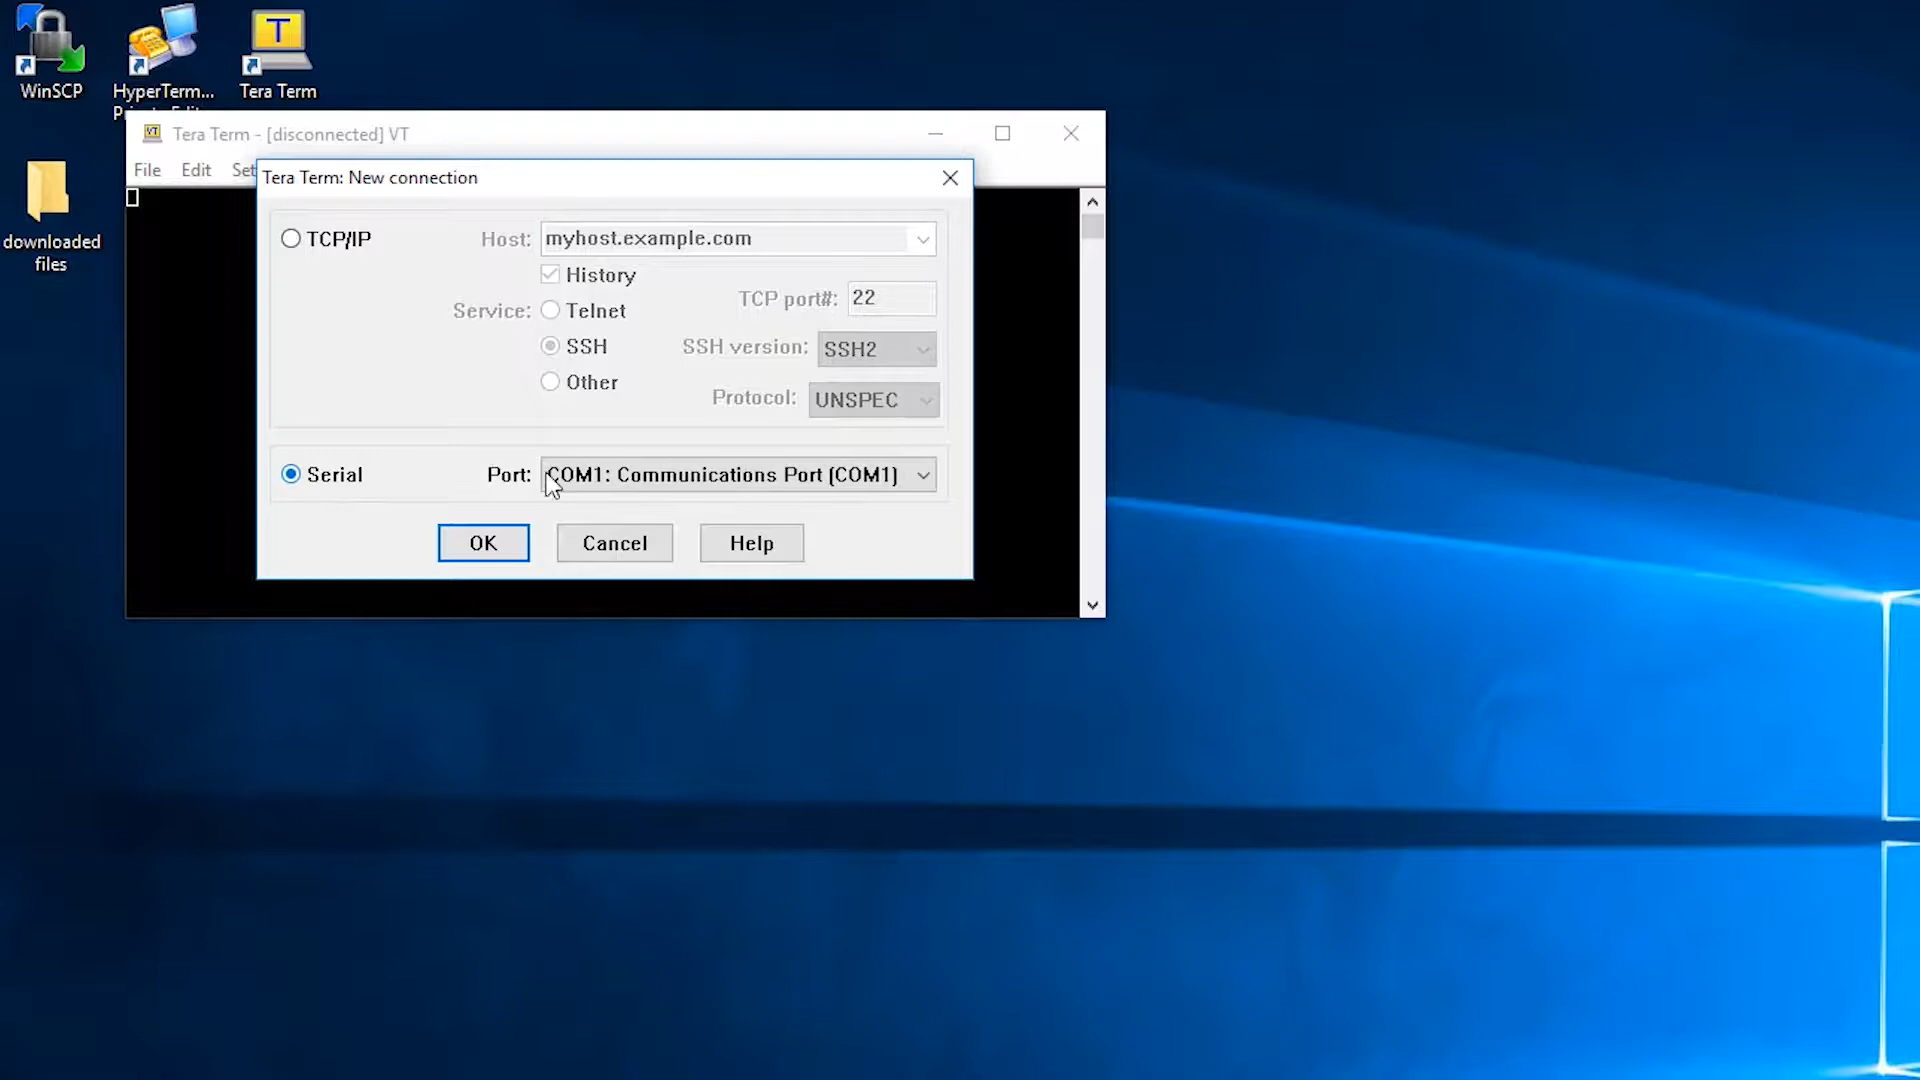 WinSCP
HyperTerm...
Tera Term
T
VT
Tera Term - [disconnected] VT
File Edit
Tera Term: New connection
TCP/IP
Host: myhost.example.com
History
Service: Telnet
TCP port#: 22
SSH
SSH version: SSH2
Other
Protocol: UNSPEC
Serial
Port: COM1: Communications Port (COM1)
OK Cancel Help
downloaded
files